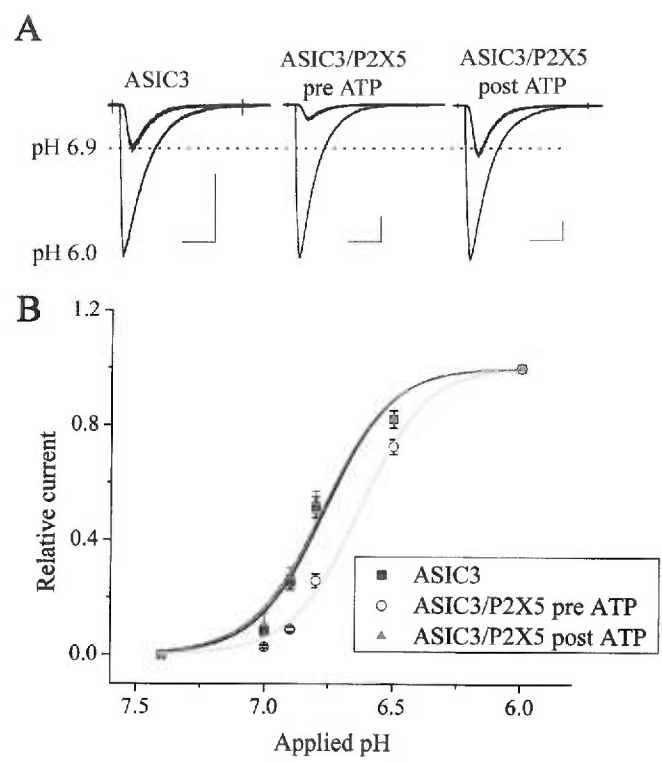 A
ASIC3
ASIC3/P2X5
pre ATP
ASIC3/P2X5
post ATP
pH 6.9
pH 6.0
B
1.2
0.8
0.4
0.0
Relative current
ASIC3
ASIC3/P2X5 pre ATP
ASIC3/P2X5 post ATP
7.5
7.0
6.5
6.0
Applied pH